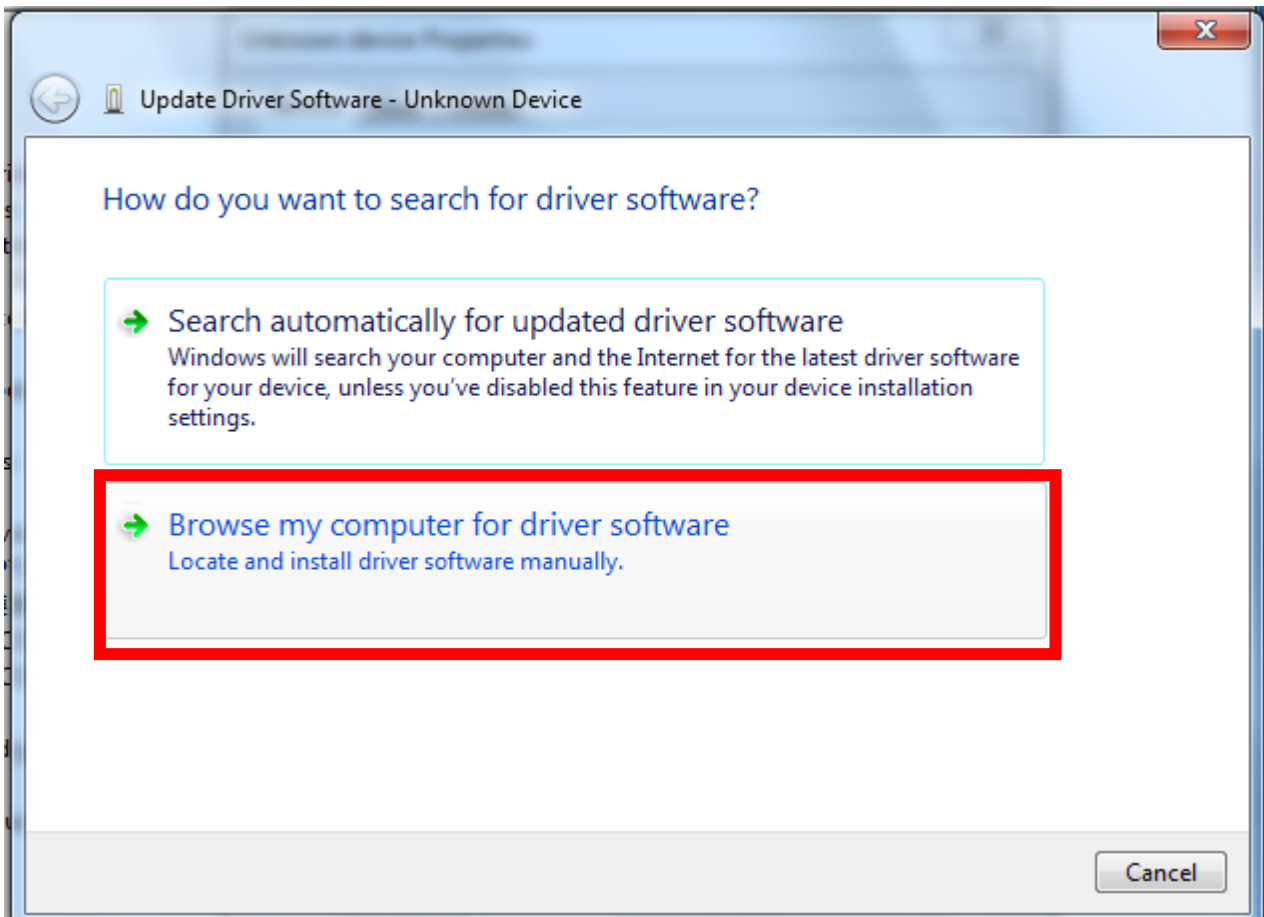 Unknown device Properties
Update Driver Software - Unknown Device
How do you want to search for driver software?
Search automatically for updated driver software
Windows will search your computer and the Internet for the latest driver software
for your device, unless you've disabled this feature in your device installation
settings.
Browse my computer for driver software
Locate and install driver software manually.
Cancel